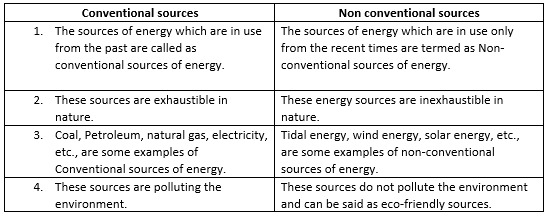 Conventional sources Non conventional sources
1. The sources of energy which are in use The sources of energy which are in use only
from the past are called as from the recent times are termed as Non-
conventional sources of energy. conventional sources of energy.
2. These sources are exhaustible in These energy sources are inexhaustible in
nature. nature.
3. Coal, Petroleum, natural gas, electricity, Tidal energy, wind energy, solar energy, etc.,
etc., are some examples of are some examples of non-conventional
Conventional sources of energy. sources of energy.
4. These sources are polluting the These sources do not pollute the environment
environment. and can be said as eco-friendly sources.